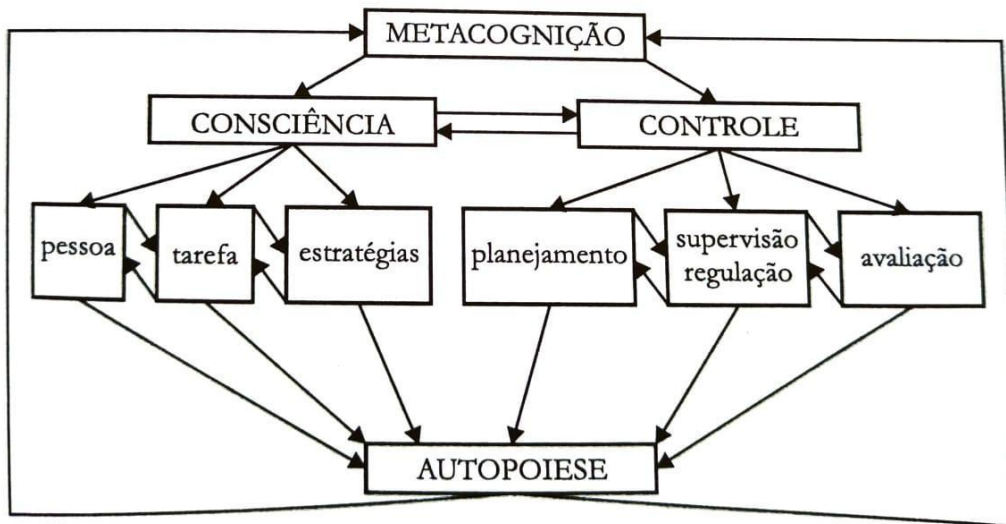 METACOGNIÇÃO
CONSCIÊNCIA
CONTROLE
pessoa
tarefa
estratégias
planejamento
supervisão
regulação
avaliação
AUTOPOIESE